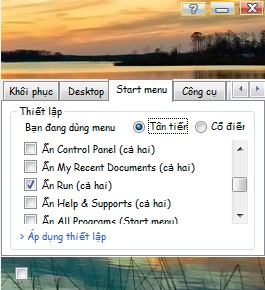 Khôi phục Desktop Start menu Công cụ
Thiết lập
Bạn đang dùng menu Tân tiến Cổ điển
Ẩn Control Panel (cả hai)
Ẩn My Recent Documents (cả hai)
Ẩn Run (cả hai)
Ẩn Help & Supports (cả hai)
Ẩn All Programs (Start menu)
> Áp dụng thiết lập